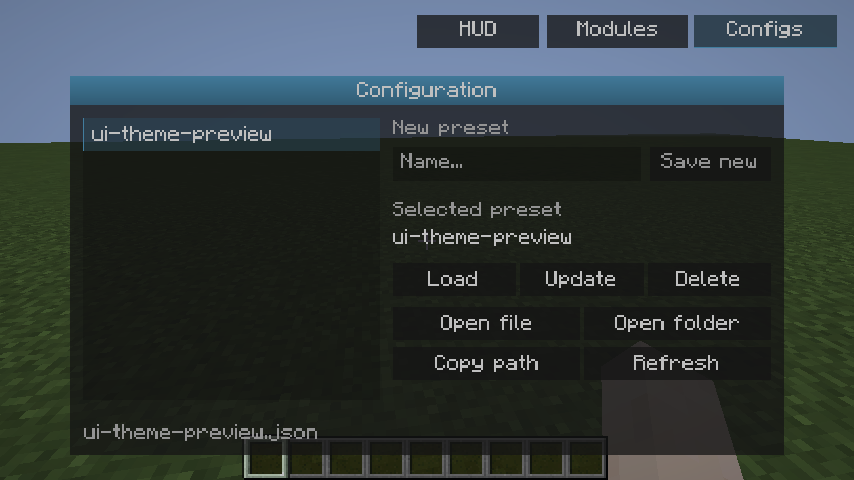 HUD
Modules
Configs
Configuration
ui-theme-preview
New preset
Name...
Save new
Selected preset
ui-theme-preview
Load
Update
Delete
Open file
Open folder
Copy path
Refresh
ui-theme-preview.json